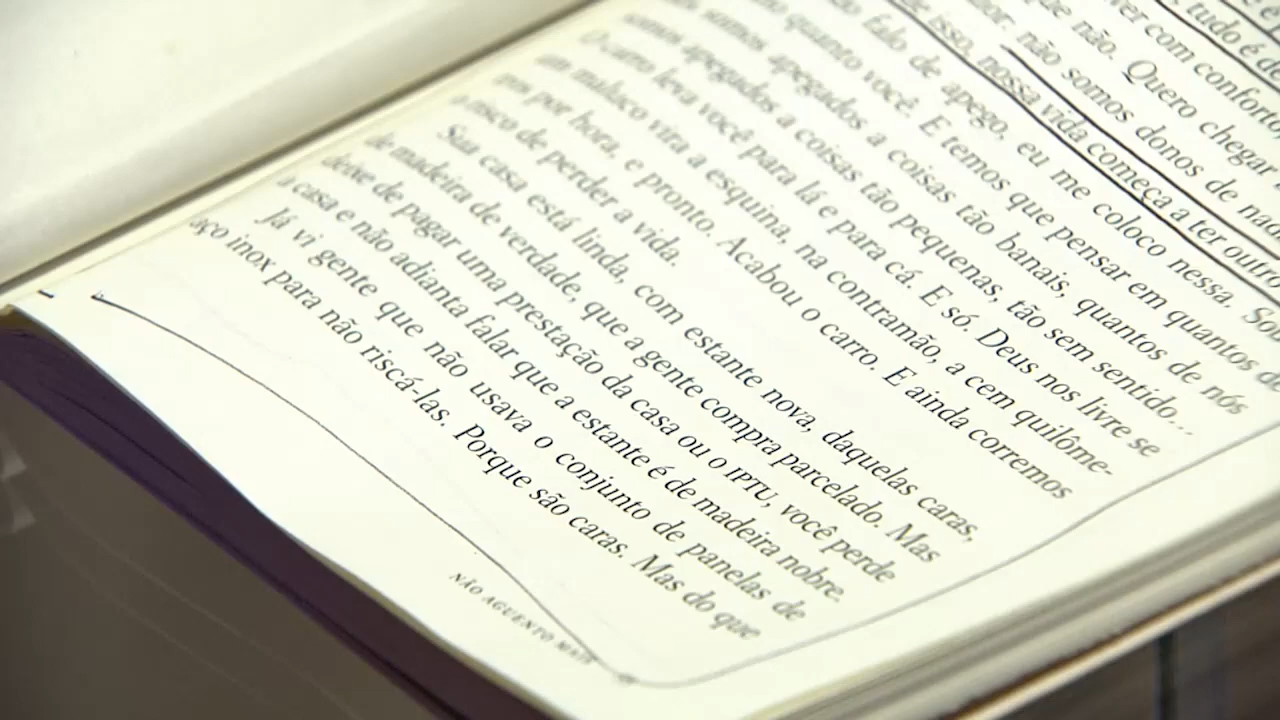 tudo é
ver com conforto,
que não. Quero chegar
não somos donos de nada
isso, nossa vida começa a ter outro
falo de apego, eu me coloco nessa. So
quanto você. E temos que pensar em quantos de
somos apegados a coisas tão banais, quantos de nós
somos apegados a coisas tão pequenas, tão sem sentido...
O carro leva você para lá e para cá. E só. Deus nos livre se
um maluco vira a esquina, na contramão, a cem quilôme-
tros por hora, e pronto. Acabou o carro. E ainda corremos
o risco de perder a vida.
Sua casa está linda, com estante nova, daquelas caras,
de madeira de verdade, que a gente compra parcelado. Mas
deixe de pagar uma prestação da casa ou o IPTU, você perde
a casa e não adianta falar que a estante é de madeira nobre.
Já vi gente que não usava o conjunto de panelas de
aço inox para não riscá-las. Porque são caras. Mas do que
NÃO AGUENTO MAIS